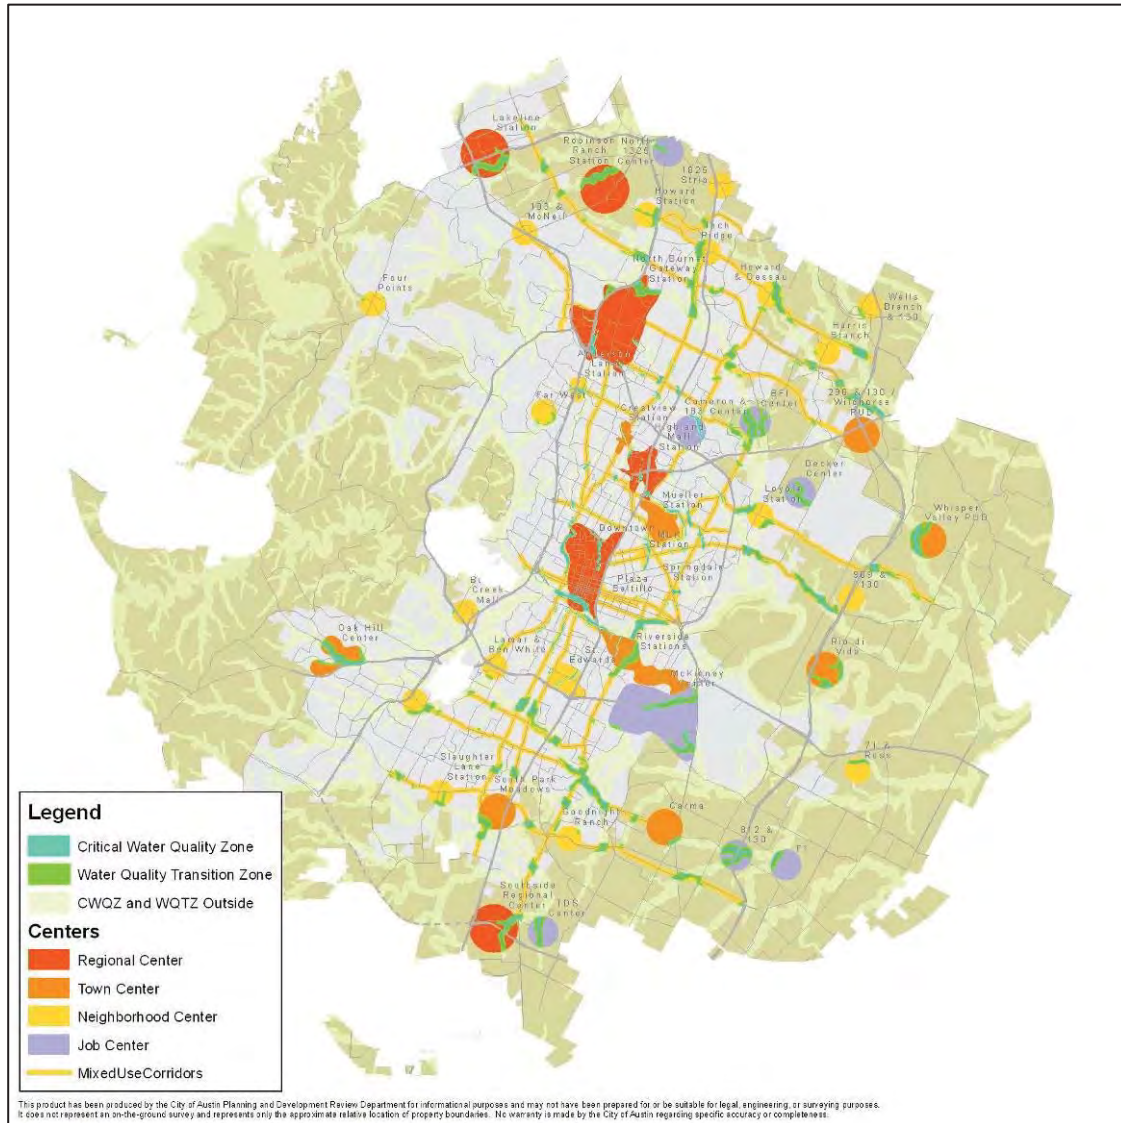 Lakeline
Station
Robinson
Ranch
Station
North
1325
Center
1825
Strip
Howard
Station
183 &
McNeil
Tech
Ridge
North Burnet
/ Gateway
Station
Howard
& Dessau
Four
Points
Wells
Branch
& 130
Harris
Branch
Anderson
Lane
Station
Far West
Crestview
Station
Cameron &
183 Center
BFI
Center
290 & 130 /
Wildhorse
PUD
Highland
Mall
Station
Decker
Center
Loyola
Station
Mueller
Station
Whisper
Valley PUD
Downtown
MLK
Station
Springdale
Station
Plaza
Saltillo
969 &
130
Creek
Mall
Oak Hill
Center
Lamar &
Ben White
St.
Edwards
Riverside
Stations
Rio di
Vida
McKinney
Center
71 &
Ross
Slaughter
Lane
Station
South Park
Meadows
Goodnight
Ranch
Carma
812 &
130
F1
Southside
Regional
Center
TDS
Center
Legend
Critical Water Quality Zone
Water Quality Transition Zone
CWQZ and WQTZ Outside
Centers
Regional Center
Town Center
Neighborhood Center
Job Center
MixedUseCorridors
This product has been produced by the City of Austin Planning and Development Review Department for informational purposes and may not have been prepared for or be suitable for legal, engineering, or surveying purposes.
It does not represent an on-the-ground survey and represents only the approximate relative location of property boundaries. No warranty is made by the City of Austin regarding specific accuracy or completeness.